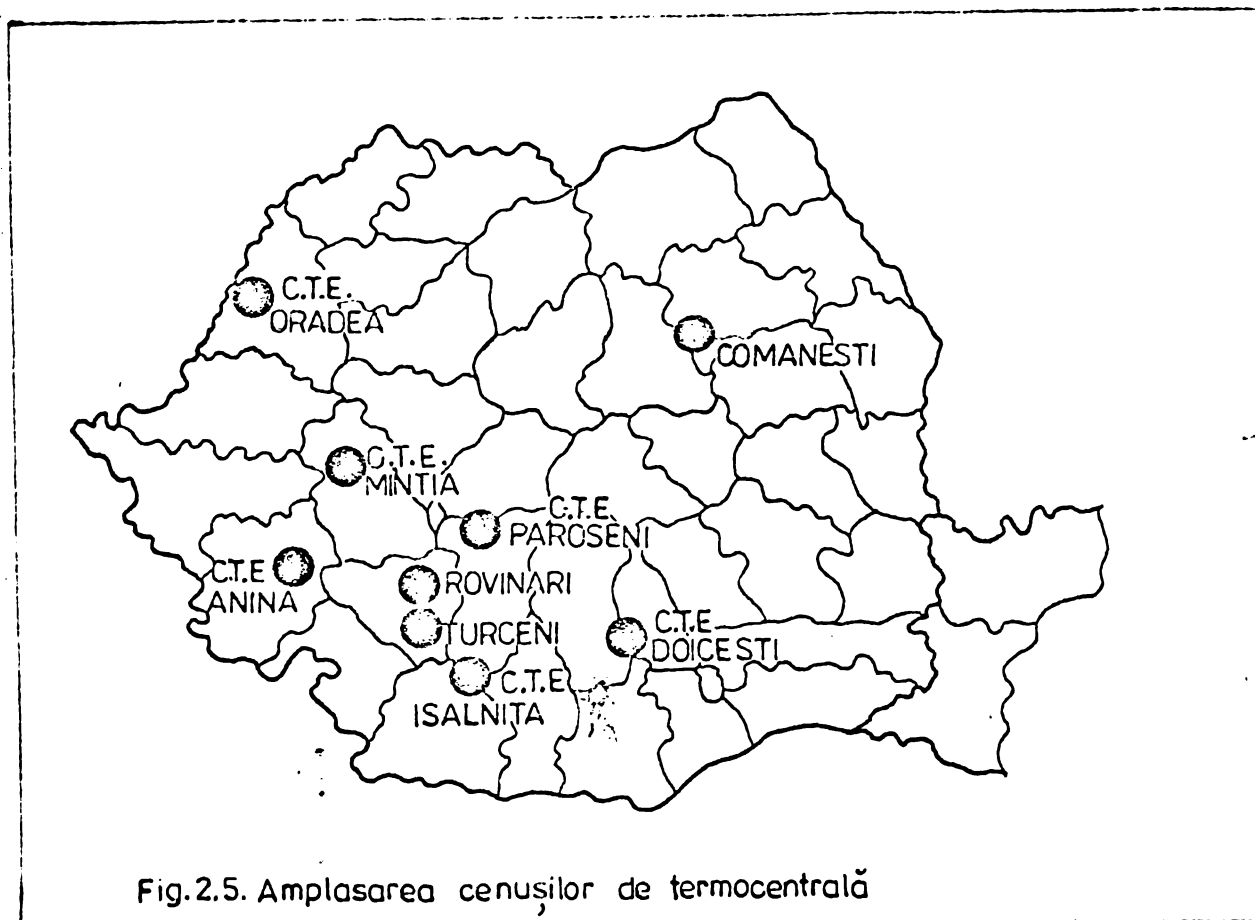 C.T.E.
ORADEA
COMANESTI
C.T.E.
MINTIA
C.T.E.
PAROSENI
C.T.E
ANINA
ROVINARI
TURCENI
C.T.E
DOICESTI
C.T.E
ISALNITA
Fig.2.5. Amplasarea cenușilor de termocentrală